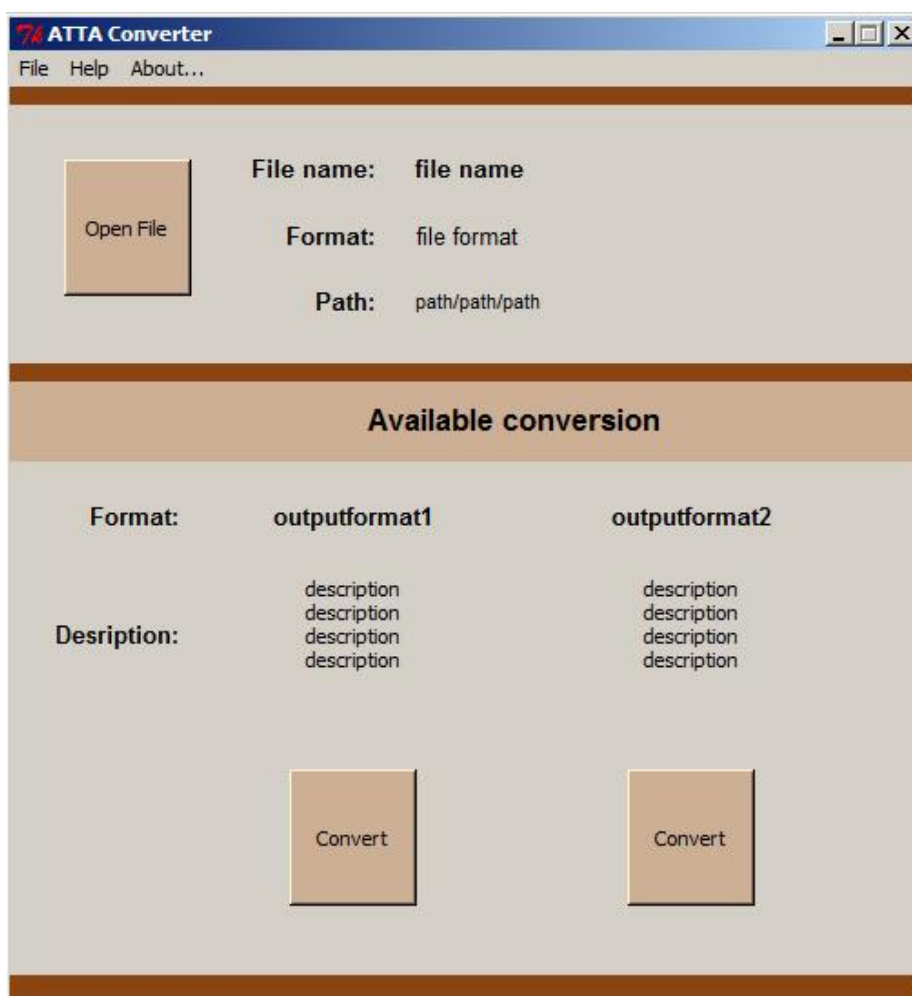 ATTA Converter
File Help About...
Open File
File name: file name
Format: file format
Path: path/path/path
Available conversion
Format: outputformat1 outputformat2
Desription:
description description
description description
description description
description description
Convert Convert